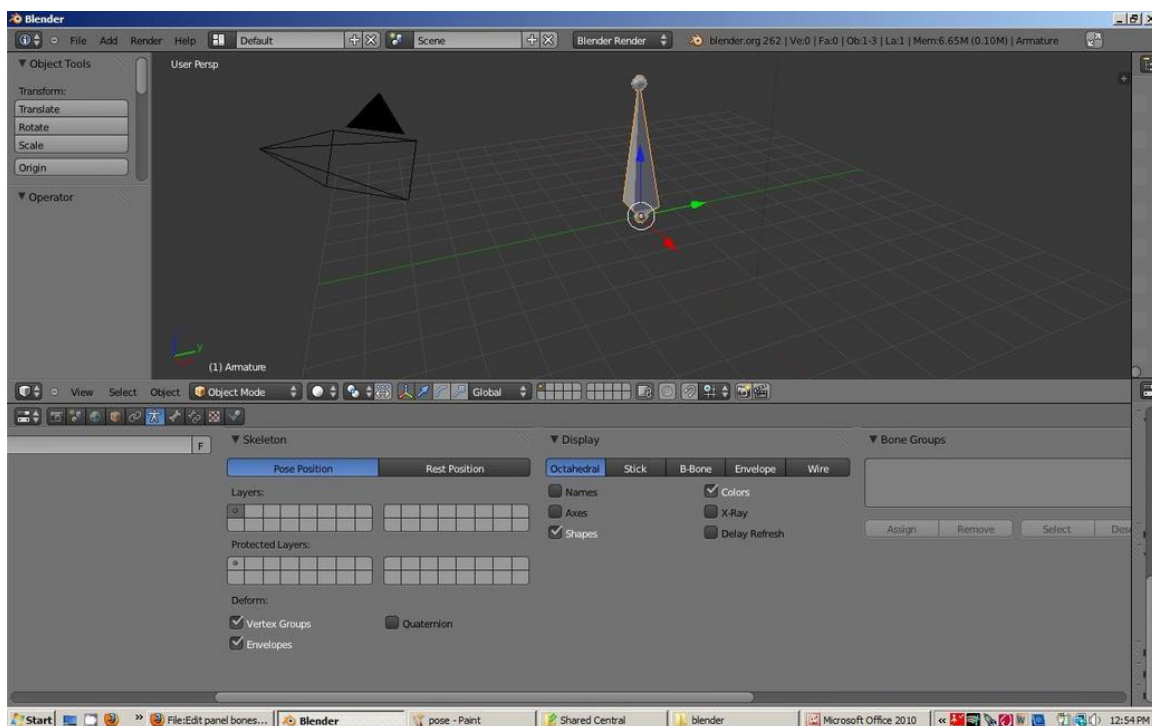 Blender
File Add Render Help Default Scene Blender Render blender.org 262 | Ve:0 | Fa:0 | Ob:1-3 | La:1 | Mem:6.65M (0.10M) | Armature
Object Tools
User Persp
Transform:
Translate
Rotate
Scale
Origin
Operator
y
(1) Armature
View Select Object Object Mode Global
F
Skeleton
Display
Bone Groups
Pose Position Rest Position
Octahedral Stick B-Bone Envelope Wire
Layers:
Names
Colors
Axes
X-Ray
Shapes
Delay Refresh
Assign Remove Select Des
Protected Layers:
Deform:
Vertex Groups
Quaternion
Envelopes
Start » File:Edit panel bones... Blender pose - Paint Shared Central blender Microsoft Office 2010 « 12:54 PM